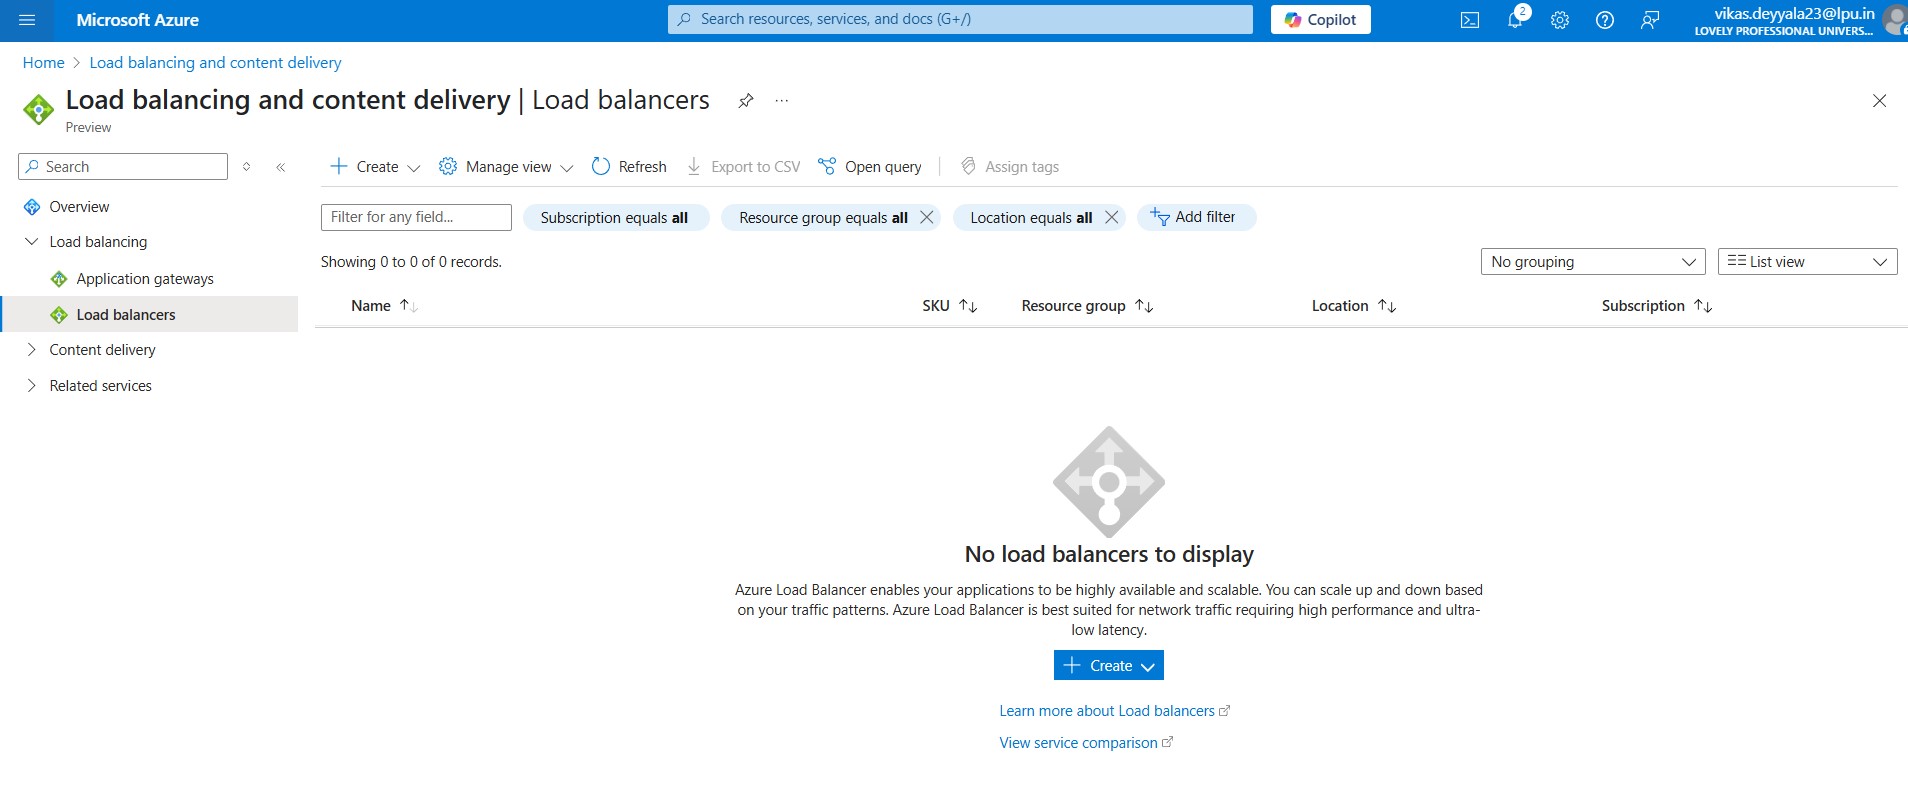 Microsoft Azure
Search resources, services, and docs (G+/)
Copilot
2
vikas.deyyala23@lpu.in
LOVELY PROFESSIONAL UNIVERS...
Home > Load balancing and content delivery
Load balancing and content delivery | Load balancers
...
Preview
Search
Overview
Load balancing
Application gateways
Load balancers
Content delivery
Related services
Create
Manage view
Refresh
Export to CSV
Open query
Assign tags
Filter for any field...
Subscription equals all
Resource group equals all
Location equals all
Add filter
Showing 0 to 0 of 0 records.
No grouping
List view
Name
SKU
Resource group
Location
Subscription
No load balancers to display
Azure Load Balancer enables your applications to be highly available and scalable. You can scale up and down based
on your traffic patterns. Azure Load Balancer is best suited for network traffic requiring high performance and ultra-
low latency.
Create
Learn more about Load balancers
View service comparison